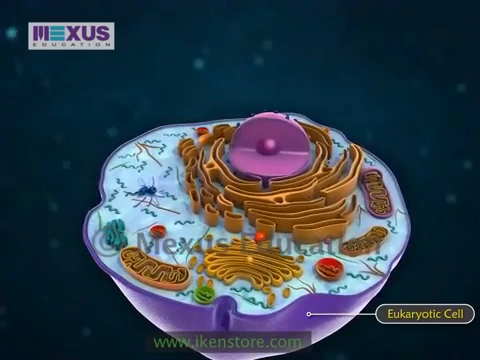 MEXUS
EDUCATION
© Mexus Education
Eukaryotic Cell
www.ikenstore.com